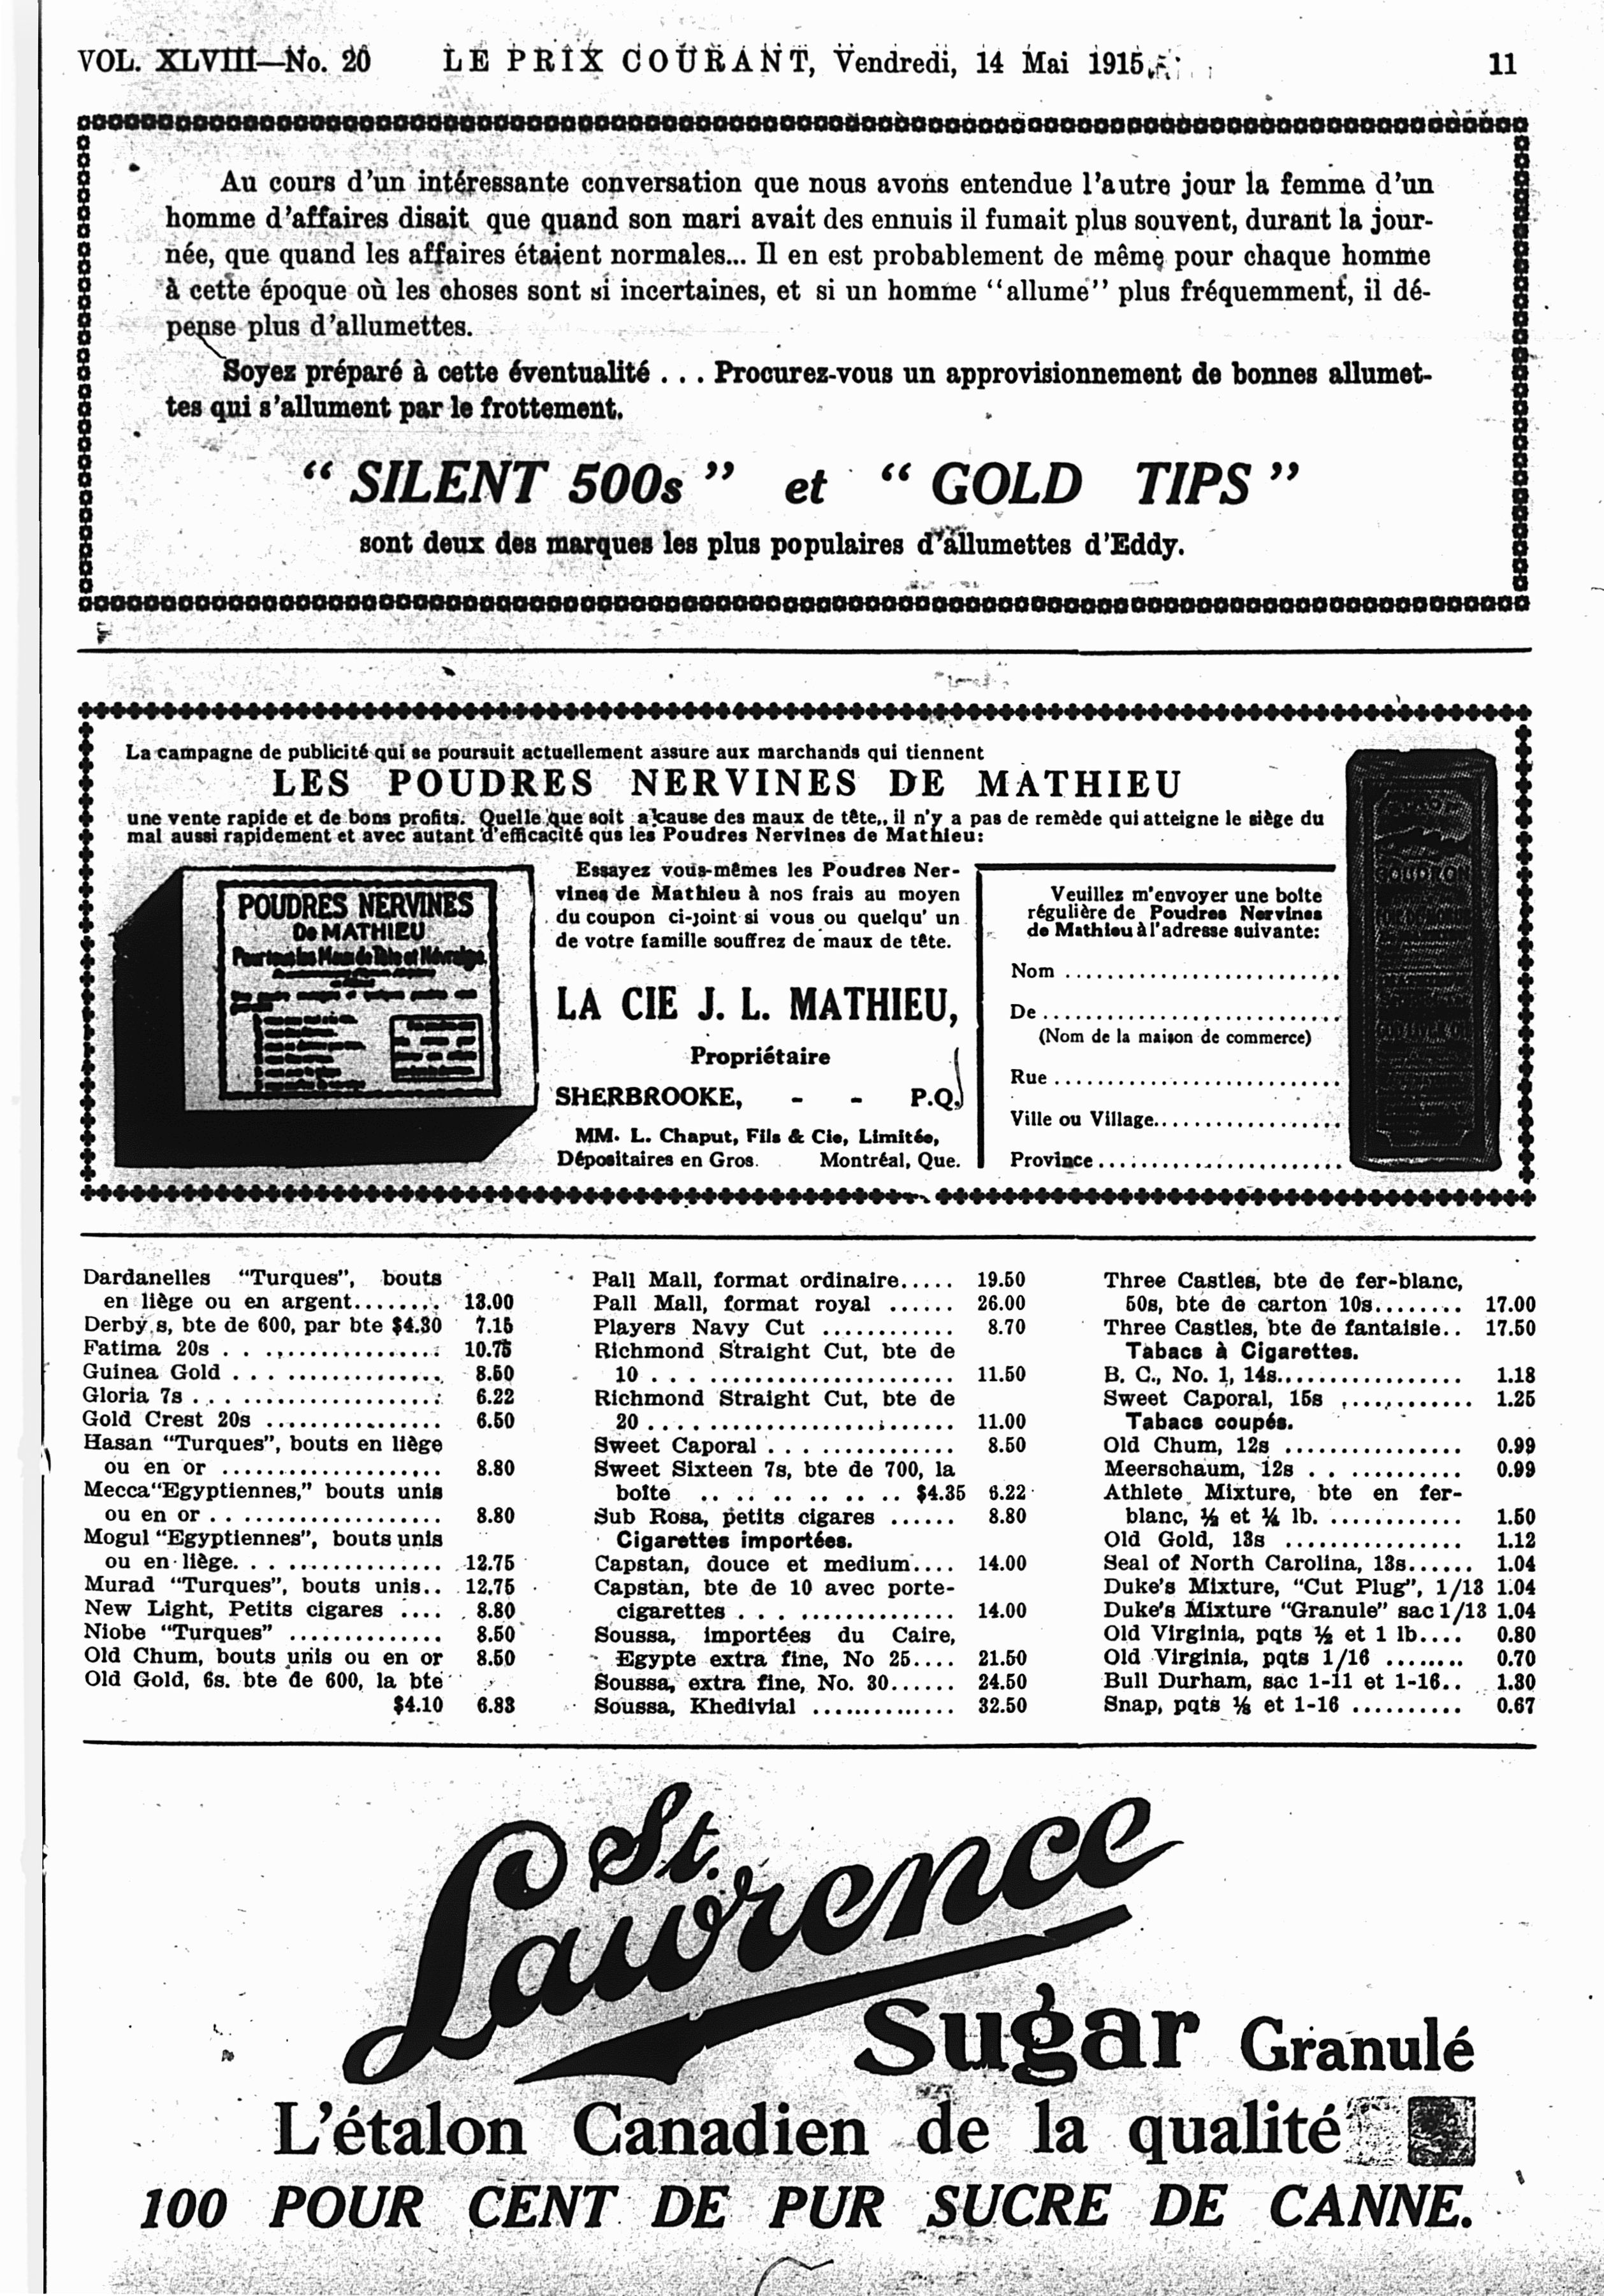 VOL. XLVIII—No. 20 LE PRIX COURANT, Vendredi, 14 Mai 1915 11
Au cours d'un intéressante conversation que nous avons entendue l'autre jour la femme d'un
homme d'affaires disait que quand son mari avait des ennuis il fumait plus souvent, durant la jour-
née, que quand les affaires étaient normales... Il en est probablement de même pour chaque homme
à cette époque où les choses sont si incertaines, et si un homme "allume" plus fréquemment, il dé-
pense plus d'allumettes.
Soyez préparé à cette éventualité . . . Procurez-vous un approvisionnement de bonnes allumet-
tes qui s'allument par le frottement.
" SILENT 500s " et " GOLD TIPS "
sont deux des marques les plus populaires d'allumettes d'Eddy.
La campagne de publicité qui se poursuit actuellement assure aux marchands qui tiennent
LES POUDRES NERVINES DE MATHIEU
une vente rapide et de bons profits. Quelle que soit a cause des maux de tête,, il n'y a pas de remède qui atteigne le siège du
mal aussi rapidement et avec autant d'efficacité que les Poudres Nervines de Mathieu:
POUDRES NERVINES
De MATHIEU
Pour tous les Maux de Tête et Névralgie
Essayez vous-mêmes les Poudres Ner-
vines de Mathieu à nos frais au moyen
du coupon ci-joint si vous ou quelqu' un
de votre famille souffrez de maux de tête.
LA CIE J. L. MATHIEU,
Propriétaire
SHERBROOKE, - - P.Q.
MM. L. Chaput, Fils & Cie, Limitée,
Dépositaires en Gros. Montréal, Que.
Veuillez m'envoyer une boîte
régulière de Poudres Nervines
de Mathieu à l'adresse suivante:
Nom ..........................
De ............................
(Nom de la maison de commerce)
Rue ...........................
Ville ou Village..................
Province........................
GOUDRON
Dardanelles "Turques", bouts
en liège ou en argent........ 13.00
Derby.s, bte de 600, par bte $4.30 7.15
Fatima 20s . . ................ 10.75
Guinea Gold . . . ............... 8.50
Gloria 7s . . .................... 6.22
Gold Crest 20s ................ 6.50
Hasan "Turques", bouts en liège
ou en or ..................... 8.80
Mecca"Egyptiennes," bouts unis
ou en or . . ................... 8.80
Mogul "Egyptiennes", bouts unis
ou en liège. . . ............... 12.75
Murad "Turques", bouts unis.. 12.75
New Light, Petits cigares .... 8.80
Niobe "Turques" .............. 8.50
Old Chum, bouts unis ou en or 8.50
Old Gold, 6s. bte de 600, la bte
$4.10 6.83
Pall Mall, format ordinaire..... 19.50
Pall Mall, format royal ...... 26.00
Players Navy Cut ............ 8.70
Richmond Straight Cut, bte de
10 . . . ...................... 11.50
Richmond Straight Cut, bte de
20 ............................ 11.00
Sweet Caporal . . . ............. 8.50
Sweet Sixteen 7s, bte de 700, la
boîte .. .. .. .. .. .. .. $4.35 6.22
Sub Rosa, petits cigares ...... 8.80
Cigarettes importées.
Capstan, douce et medium.... 14.00
Capstan, bte de 10 avec porte-
cigarettes . . . .............. 14.00
Soussa, importées du Caire,
Egypte extra fine, No 25.... 21.50
Soussa, extra fine, No. 30...... 24.50
Soussa, Khedivial ............. 32.50
Three Castles, bte de fer-blanc,
50s, bte de carton 10s........ 17.00
Three Castles, bte de fantaisie.. 17.50
Tabacs à Cigarettes.
B. C., No. 1, 14s................. 1.18
Sweet Caporal, 15s ............ 1.25
Tabacs coupés.
Old Chum, 12s ................ 0.99
Meerschaum, 12s . . .......... 0.99
Athlete Mixture, bte en fer-
blanc, ½ et ¼ lb. ............ 1.50
Old Gold, 13s ................ 1.12
Seal of North Carolina, 13s...... 1.04
Duke's Mixture, "Cut Plug", 1/13 1.04
Duke's Mixture "Granule" sac 1/13 1.04
Old Virginia, pqts ½ et 1 lb.... 0.80
Old Virginia, pqts 1/16 ........ 0.70
Bull Durham, sac 1-11 et 1-16.. 1.30
Snap, pqts ⅛ et 1-16 .......... 0.67
St.
Lawrence
Sugar Granulé
L'étalon Canadien de la qualité
100 POUR CENT DE PUR SUCRE DE CANNE.